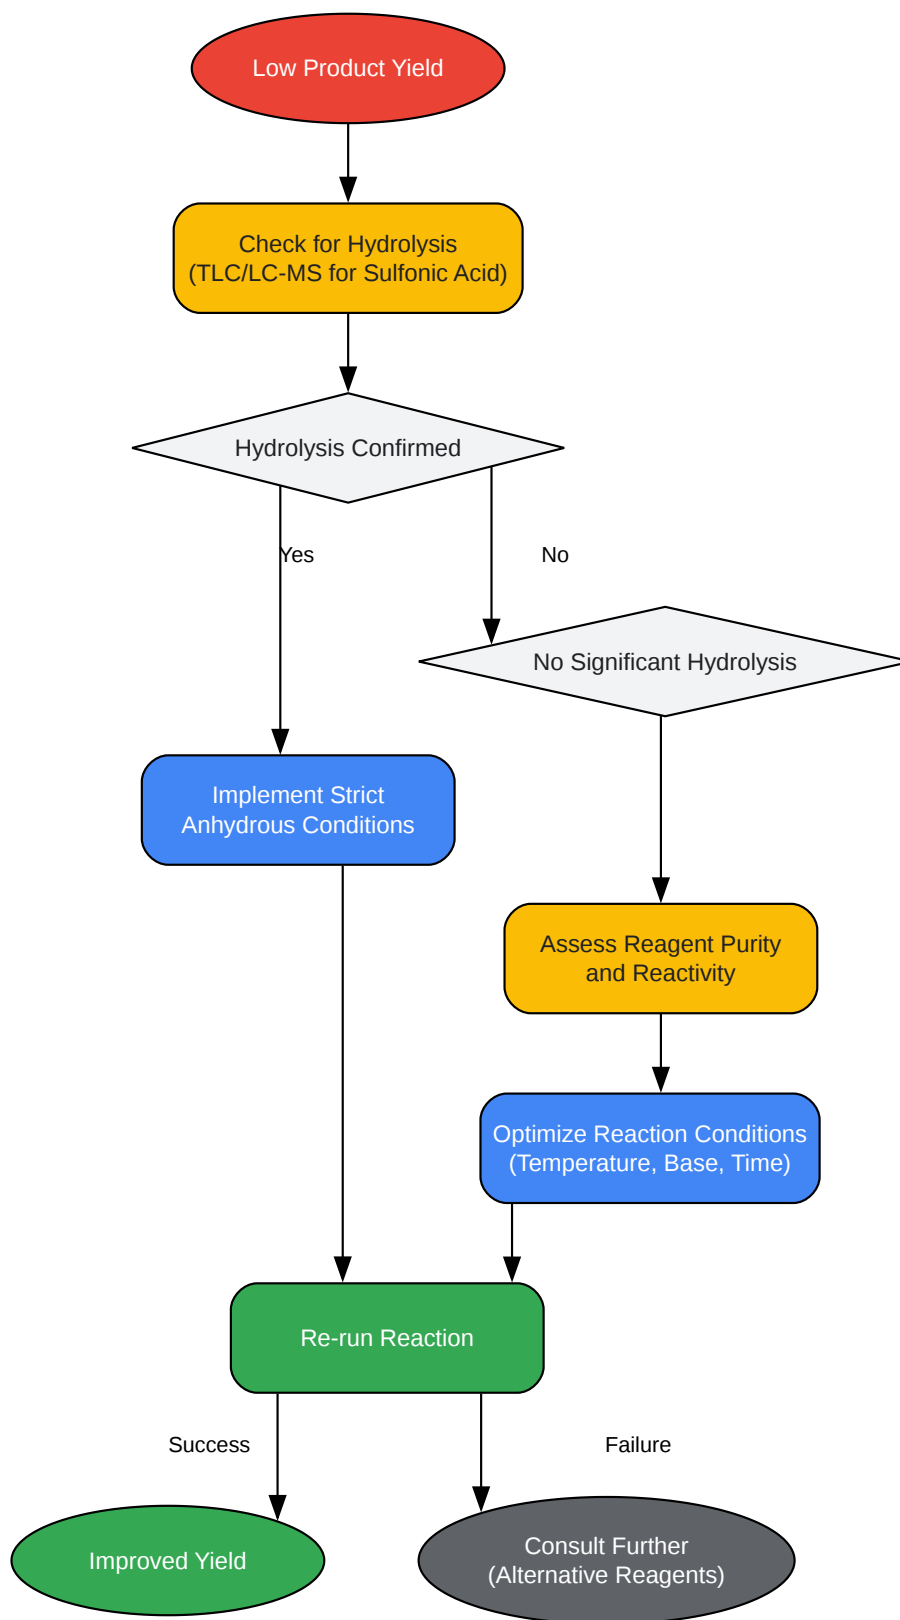 Low Product Yield
Check for Hydrolysis
(TLC/LC-MS for Sulfonic Acid)
Hydrolysis Confirmed
Yes
No
No Significant Hydrolysis
Implement Strict
Anhydrous Conditions
Assess Reagent Purity
and Reactivity
Optimize Reaction Conditions
(Temperature, Base, Time)
Re-run Reaction
Success
Failure
Improved Yield
Consult Further
(Alternative Reagents)